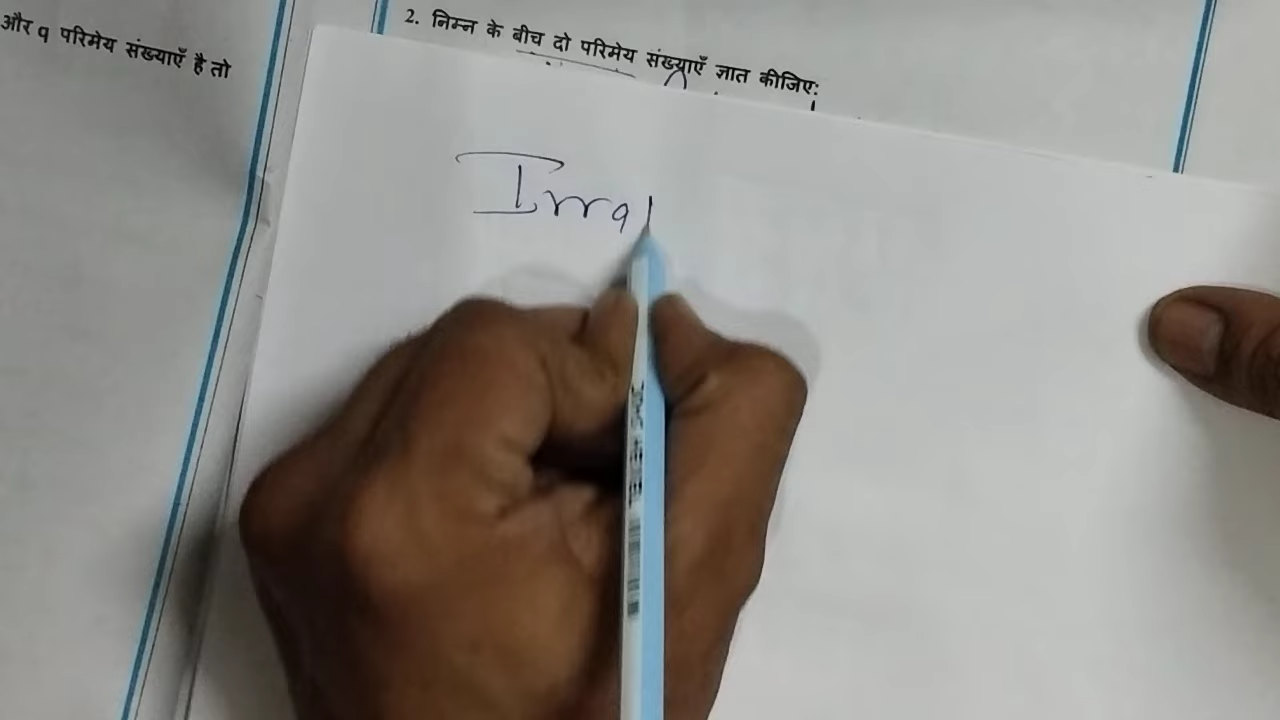 और q परिमेय संख्याएँ है तो
2. निम्न के बीच दो परिमेय संख्याएँ ज्ञात कीजिए:
Irra